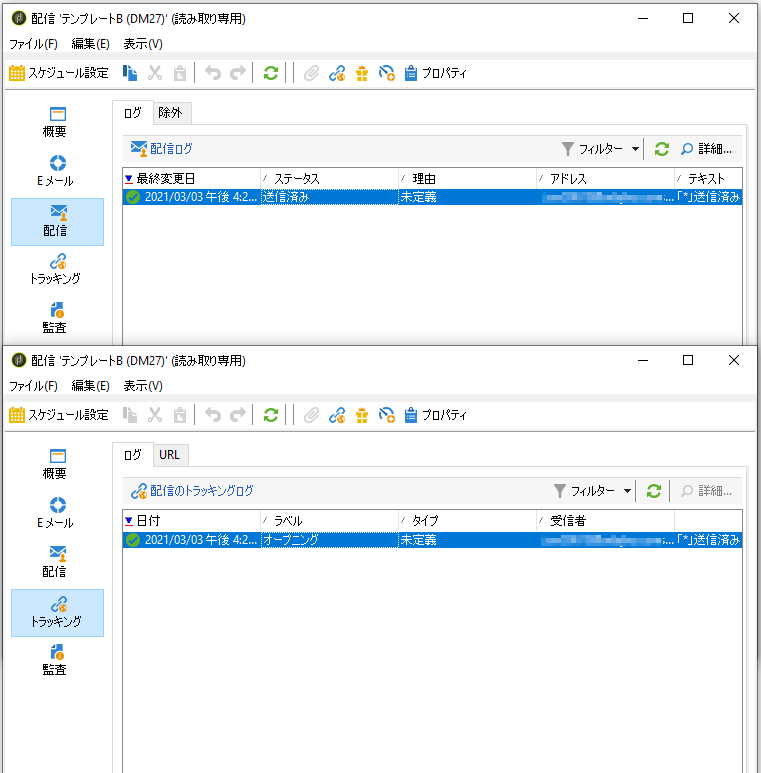 配信 'テンプレートB (DM27)' (読み取り専用)
ファイル(F) 編集(E) 表示(V)
スケジュール設定 プロパティ
概要
Eメール
配信
トラッキング
監査
ログ 除外
配信ログ フィルター 詳細...
最終変更日 ステータス 理由 アドレス テキスト
2021/03/03 午後 4:2... 送信済み 未定義 ... 「*」送信済み
配信 'テンプレートB (DM27)' (読み取り専用)
ファイル(F) 編集(E) 表示(V)
スケジュール設定 プロパティ
概要
Eメール
配信
トラッキング
監査
ログ URL
配信のトラッキングログ フィルター 詳細...
日付 ラベル タイプ 受信者
2021/03/03 午後 4:2... オープニング 未定義 ... 「*」送信済み